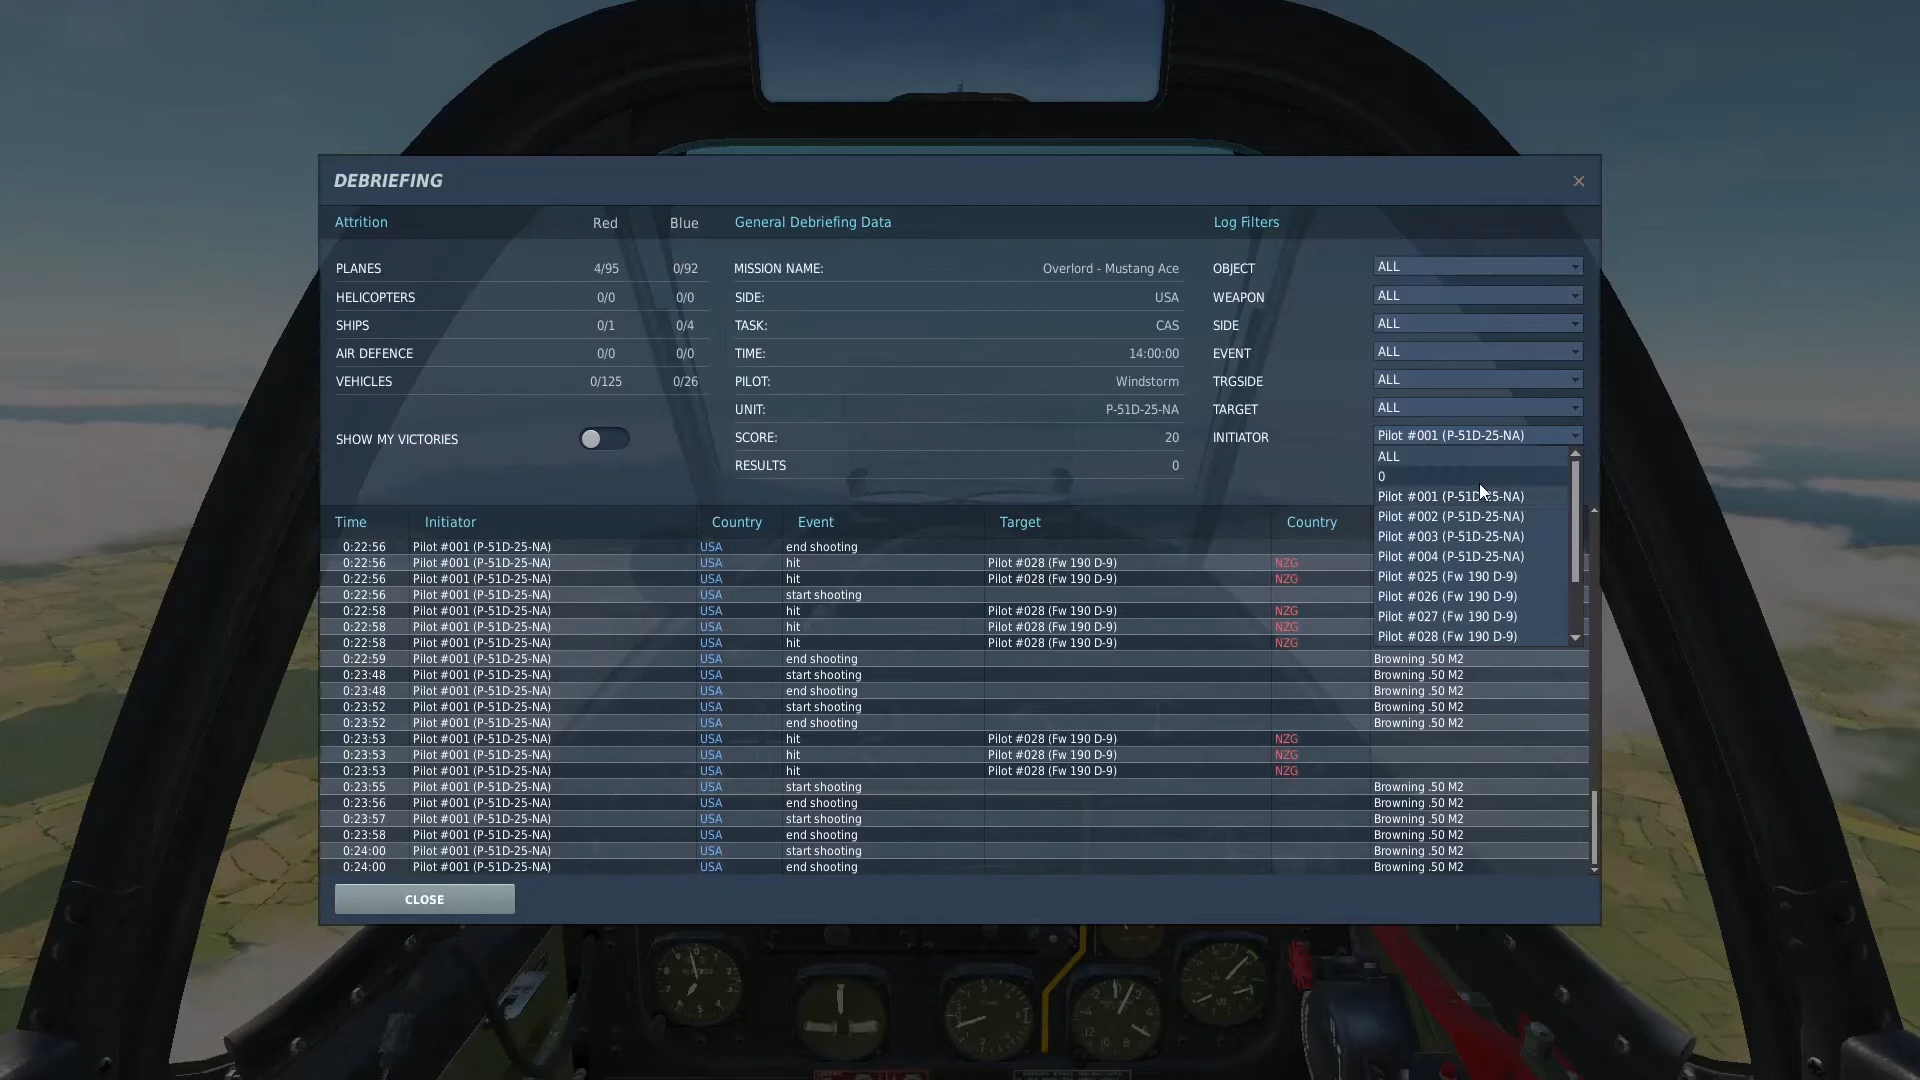 DEBRIEFING
Attrition Red Blue General Debriefing Data Log Filters
PLANES 4/95 0/92 MISSION NAME: Overlord - Mustang Ace OBJECT ALL
HELICOPTERS 0/0 0/0 SIDE: USA WEAPON ALL
SHIPS 0/1 0/4 TASK: CAS SIDE ALL
AIR DEFENCE 0/0 0/0 TIME: 14:00:00 EVENT ALL
VEHICLES 0/125 0/26 PILOT: Windstorm TRGSIDE ALL
UNIT: P-51D-25-NA TARGET ALL
SHOW MY VICTORIES SCORE: 20 INITIATOR Pilot #001 (P-51D-25-NA)
RESULTS 0
ALL
0
Pilot #001 (P-51D-25-NA)
Pilot #002 (P-51D-25-NA)
Pilot #003 (P-51D-25-NA)
Pilot #004 (P-51D-25-NA)
Pilot #025 (Fw 190 D-9)
Pilot #026 (Fw 190 D-9)
Pilot #027 (Fw 190 D-9)
Pilot #028 (Fw 190 D-9)
Time Initiator Country Event Target Country
0:22:56 Pilot #001 (P-51D-25-NA) USA end shooting
0:22:56 Pilot #001 (P-51D-25-NA) USA hit Pilot #028 (Fw 190 D-9) NZG
0:22:56 Pilot #001 (P-51D-25-NA) USA hit Pilot #028 (Fw 190 D-9) NZG
0:22:56 Pilot #001 (P-51D-25-NA) USA start shooting
0:22:58 Pilot #001 (P-51D-25-NA) USA hit Pilot #028 (Fw 190 D-9) NZG
0:22:58 Pilot #001 (P-51D-25-NA) USA hit Pilot #028 (Fw 190 D-9) NZG
0:22:58 Pilot #001 (P-51D-25-NA) USA hit Pilot #028 (Fw 190 D-9) NZG
0:22:59 Pilot #001 (P-51D-25-NA) USA end shooting Browning .50 M2
0:23:48 Pilot #001 (P-51D-25-NA) USA start shooting Browning .50 M2
0:23:48 Pilot #001 (P-51D-25-NA) USA end shooting Browning .50 M2
0:23:52 Pilot #001 (P-51D-25-NA) USA start shooting Browning .50 M2
0:23:52 Pilot #001 (P-51D-25-NA) USA end shooting Browning .50 M2
0:23:53 Pilot #001 (P-51D-25-NA) USA hit Pilot #028 (Fw 190 D-9) NZG
0:23:53 Pilot #001 (P-51D-25-NA) USA hit Pilot #028 (Fw 190 D-9) NZG
0:23:53 Pilot #001 (P-51D-25-NA) USA hit Pilot #028 (Fw 190 D-9) NZG
0:23:55 Pilot #001 (P-51D-25-NA) USA start shooting Browning .50 M2
0:23:56 Pilot #001 (P-51D-25-NA) USA end shooting Browning .50 M2
0:23:57 Pilot #001 (P-51D-25-NA) USA start shooting Browning .50 M2
0:23:58 Pilot #001 (P-51D-25-NA) USA end shooting Browning .50 M2
0:24:00 Pilot #001 (P-51D-25-NA) USA start shooting Browning .50 M2
0:24:00 Pilot #001 (P-51D-25-NA) USA end shooting Browning .50 M2
CLOSE